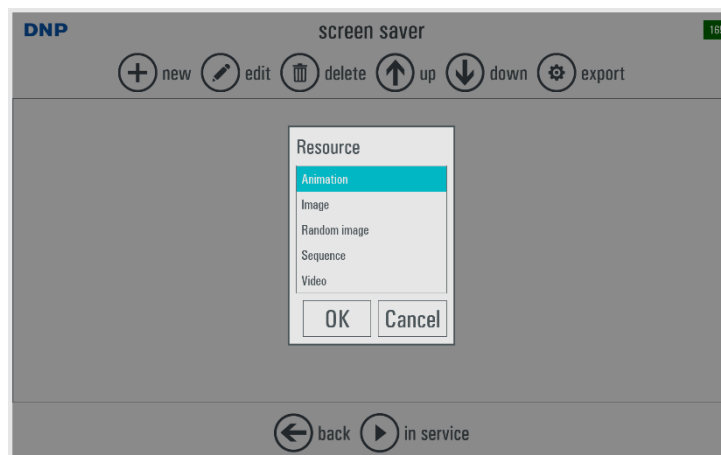 DNP
screen saver
new edit delete up down export
Resource
Animation
Image
Random image
Sequence
Video
OK Cancel
back in service